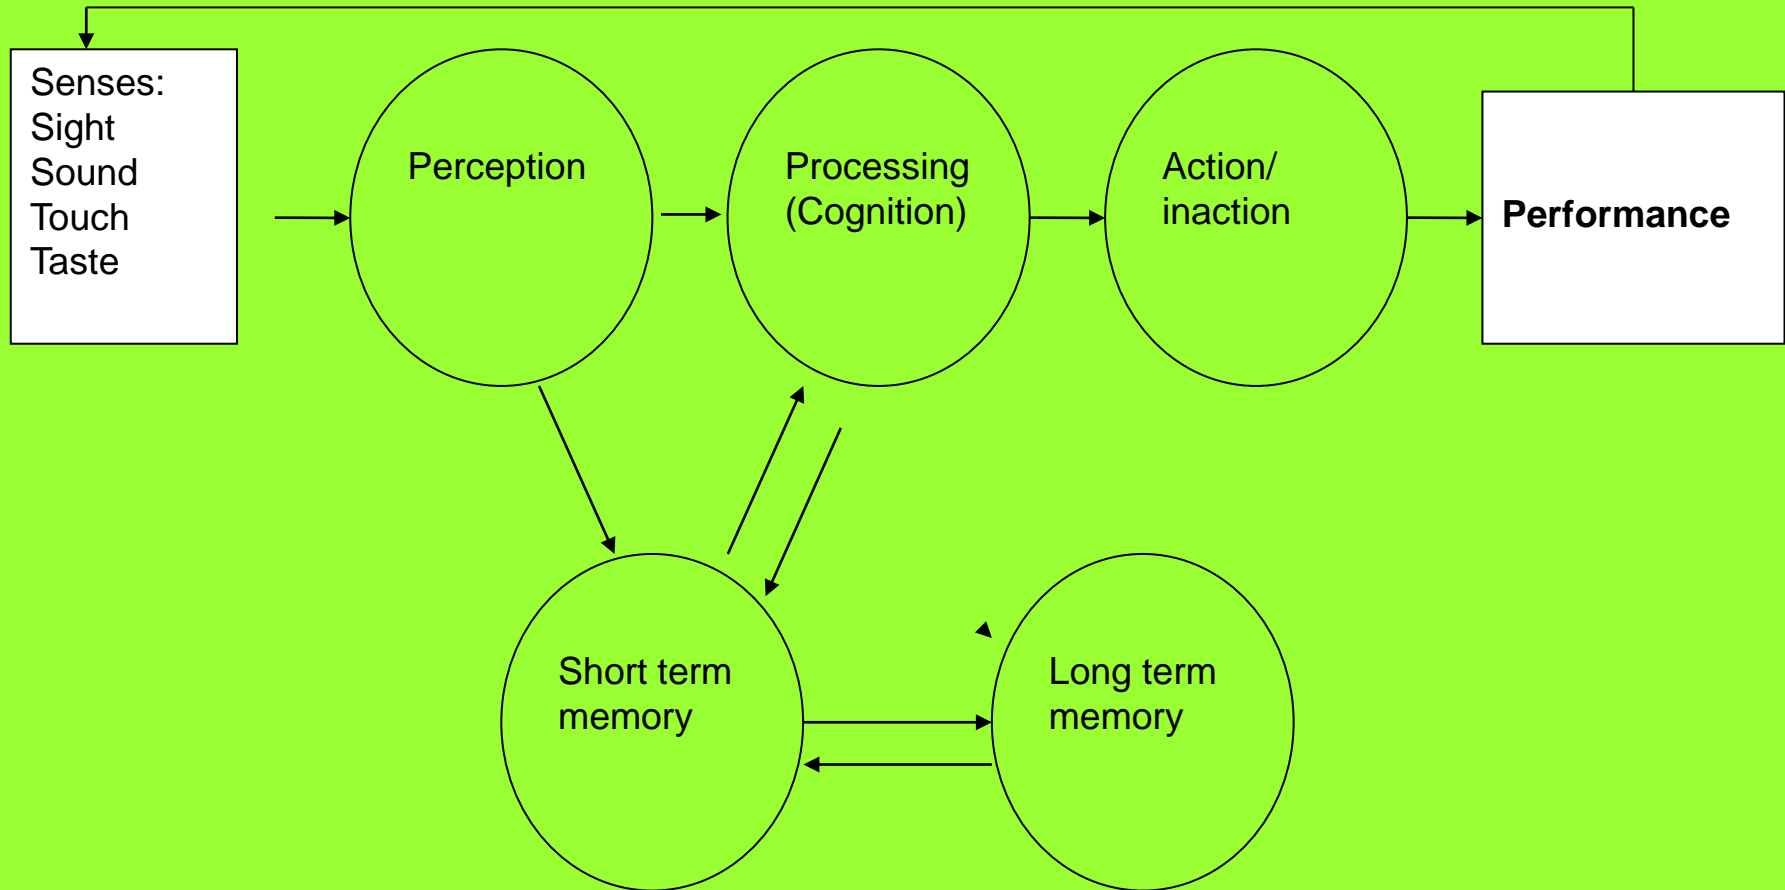 Senses:
Sight
Sound
Touch
Taste
Perception
Processing
(Cognition)
Action/
inaction
Performance
Short term
memory
Long term
memory